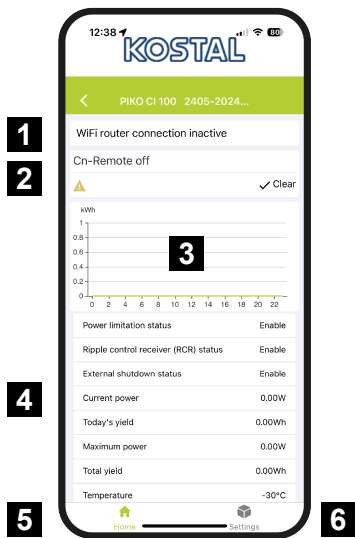 12:38 80
KOSTAL
PIKO CI 100 2405-2024...
1 WiFi router connection inactive
Cn-Remote off
2 Clear
kWh
1
0.8
3
0.6
0.4
0.2
0
0 2 4 6 8 10 12 14 16 18 20 22
Power limitation status Enable
Ripple control receiver (RCR) status Enable
External shutdown status Enable
4 Current power 0.00W
Today's yield 0.00Wh
Maximum power 0.00W
Total yield 0.00Wh
Temperature -30°C
5 Home Settings 6